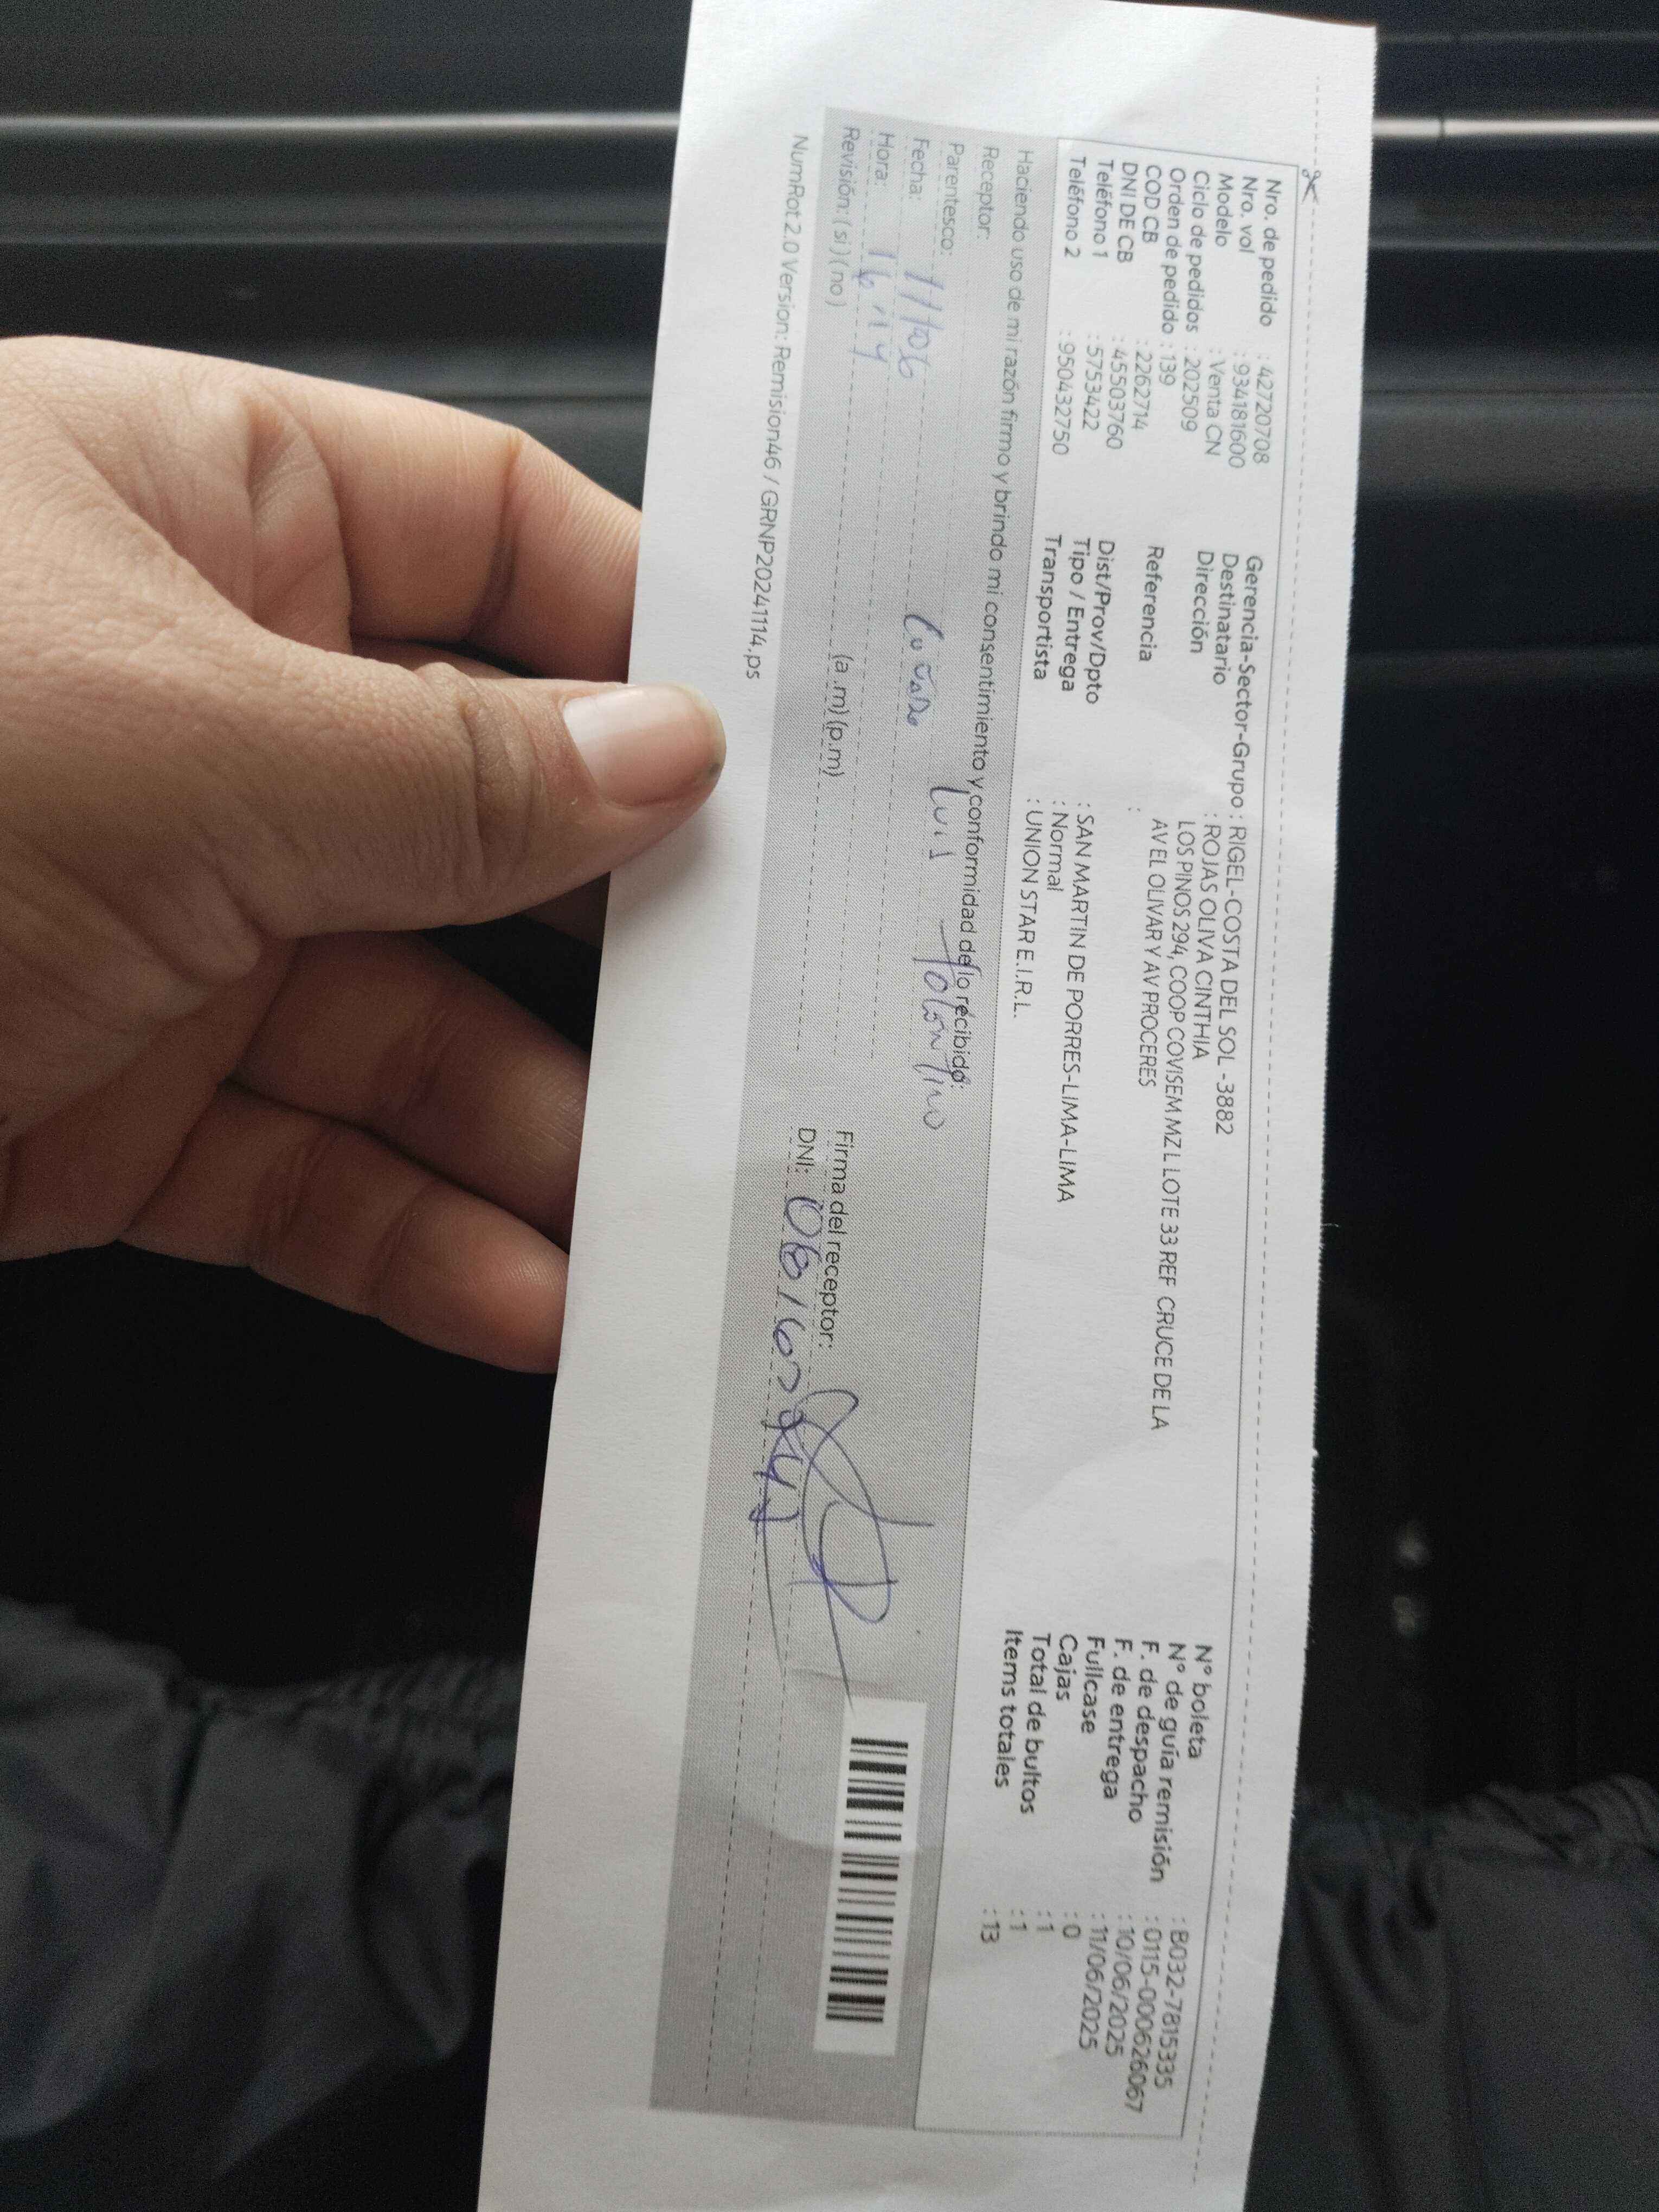 Nro. de pedido : 42720708
Nro. vol : 934181600
Modelo : Venta CN
Ciclo de pedidos : 202509
Orden de pedido : 139
COD CB : 2262714
DNI DE CB : 45503760
Teléfono 1 : 5753422
Teléfono 2 : 950432750
Gerencia-Sector-Grupo : RIGEL-COSTA DEL SOL -3882
Destinatario : ROJAS OLIVA CINTHIA
Dirección LOS PINOS 294, COOP COVISEM MZ L LOTE 33 REF CRUCE DE LA
AV EL OLIVAR Y AV PROCERES
Referencia :
Dist/Prov/Dpto : SAN MARTIN DE PORRES-LIMA-LIMA
Tipo / Entrega : Normal
Transportista : UNION STAR E.I.R.L.
N° boleta : B032-7815335
N° de guía remisión : 0115-000626067
F. de despacho : 10/06/2025
F. de entrega : 11/06/2025
Fullcase : 0
Cajas : 1
Total de bultos : 1
Items totales : 13
Haciendo uso de mi razón firmo y brindo mi consentimiento y conformidad de lo recibido:
Receptor: Luis Tolentino
Parentesco:
Fecha: 11/06
Hora: 16:14 (a.m) (p.m)
Revisión: ( si ) ( no )
Firma del receptor:
DNI:
NumRot 2.0 Version: Remision46 / GRNP20241114.ps